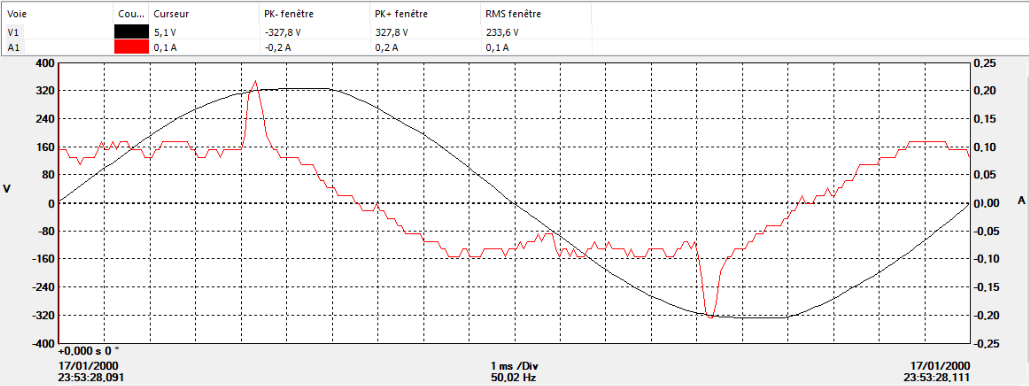 Voie Cou... Curseur PK- fenêtre PK+ fenêtre RMS fenêtre
V1 5,1 V -327,8 V 327,8 V 233,6 V
A1 0,1 A -0,2 A 0,2 A 0,1 A
400 0,25
320 0,20
240 0,15
160 0,10
80 0,05
V 0 0,00 A
-80 -0,05
-160 -0,10
-240 -0,15
-320 -0,20
-400 -0,25
+0,000 s 0 °
17/01/2000 1 ms /Div 17/01/2000
23:53:28,091 50,02 Hz 23:53:28,111